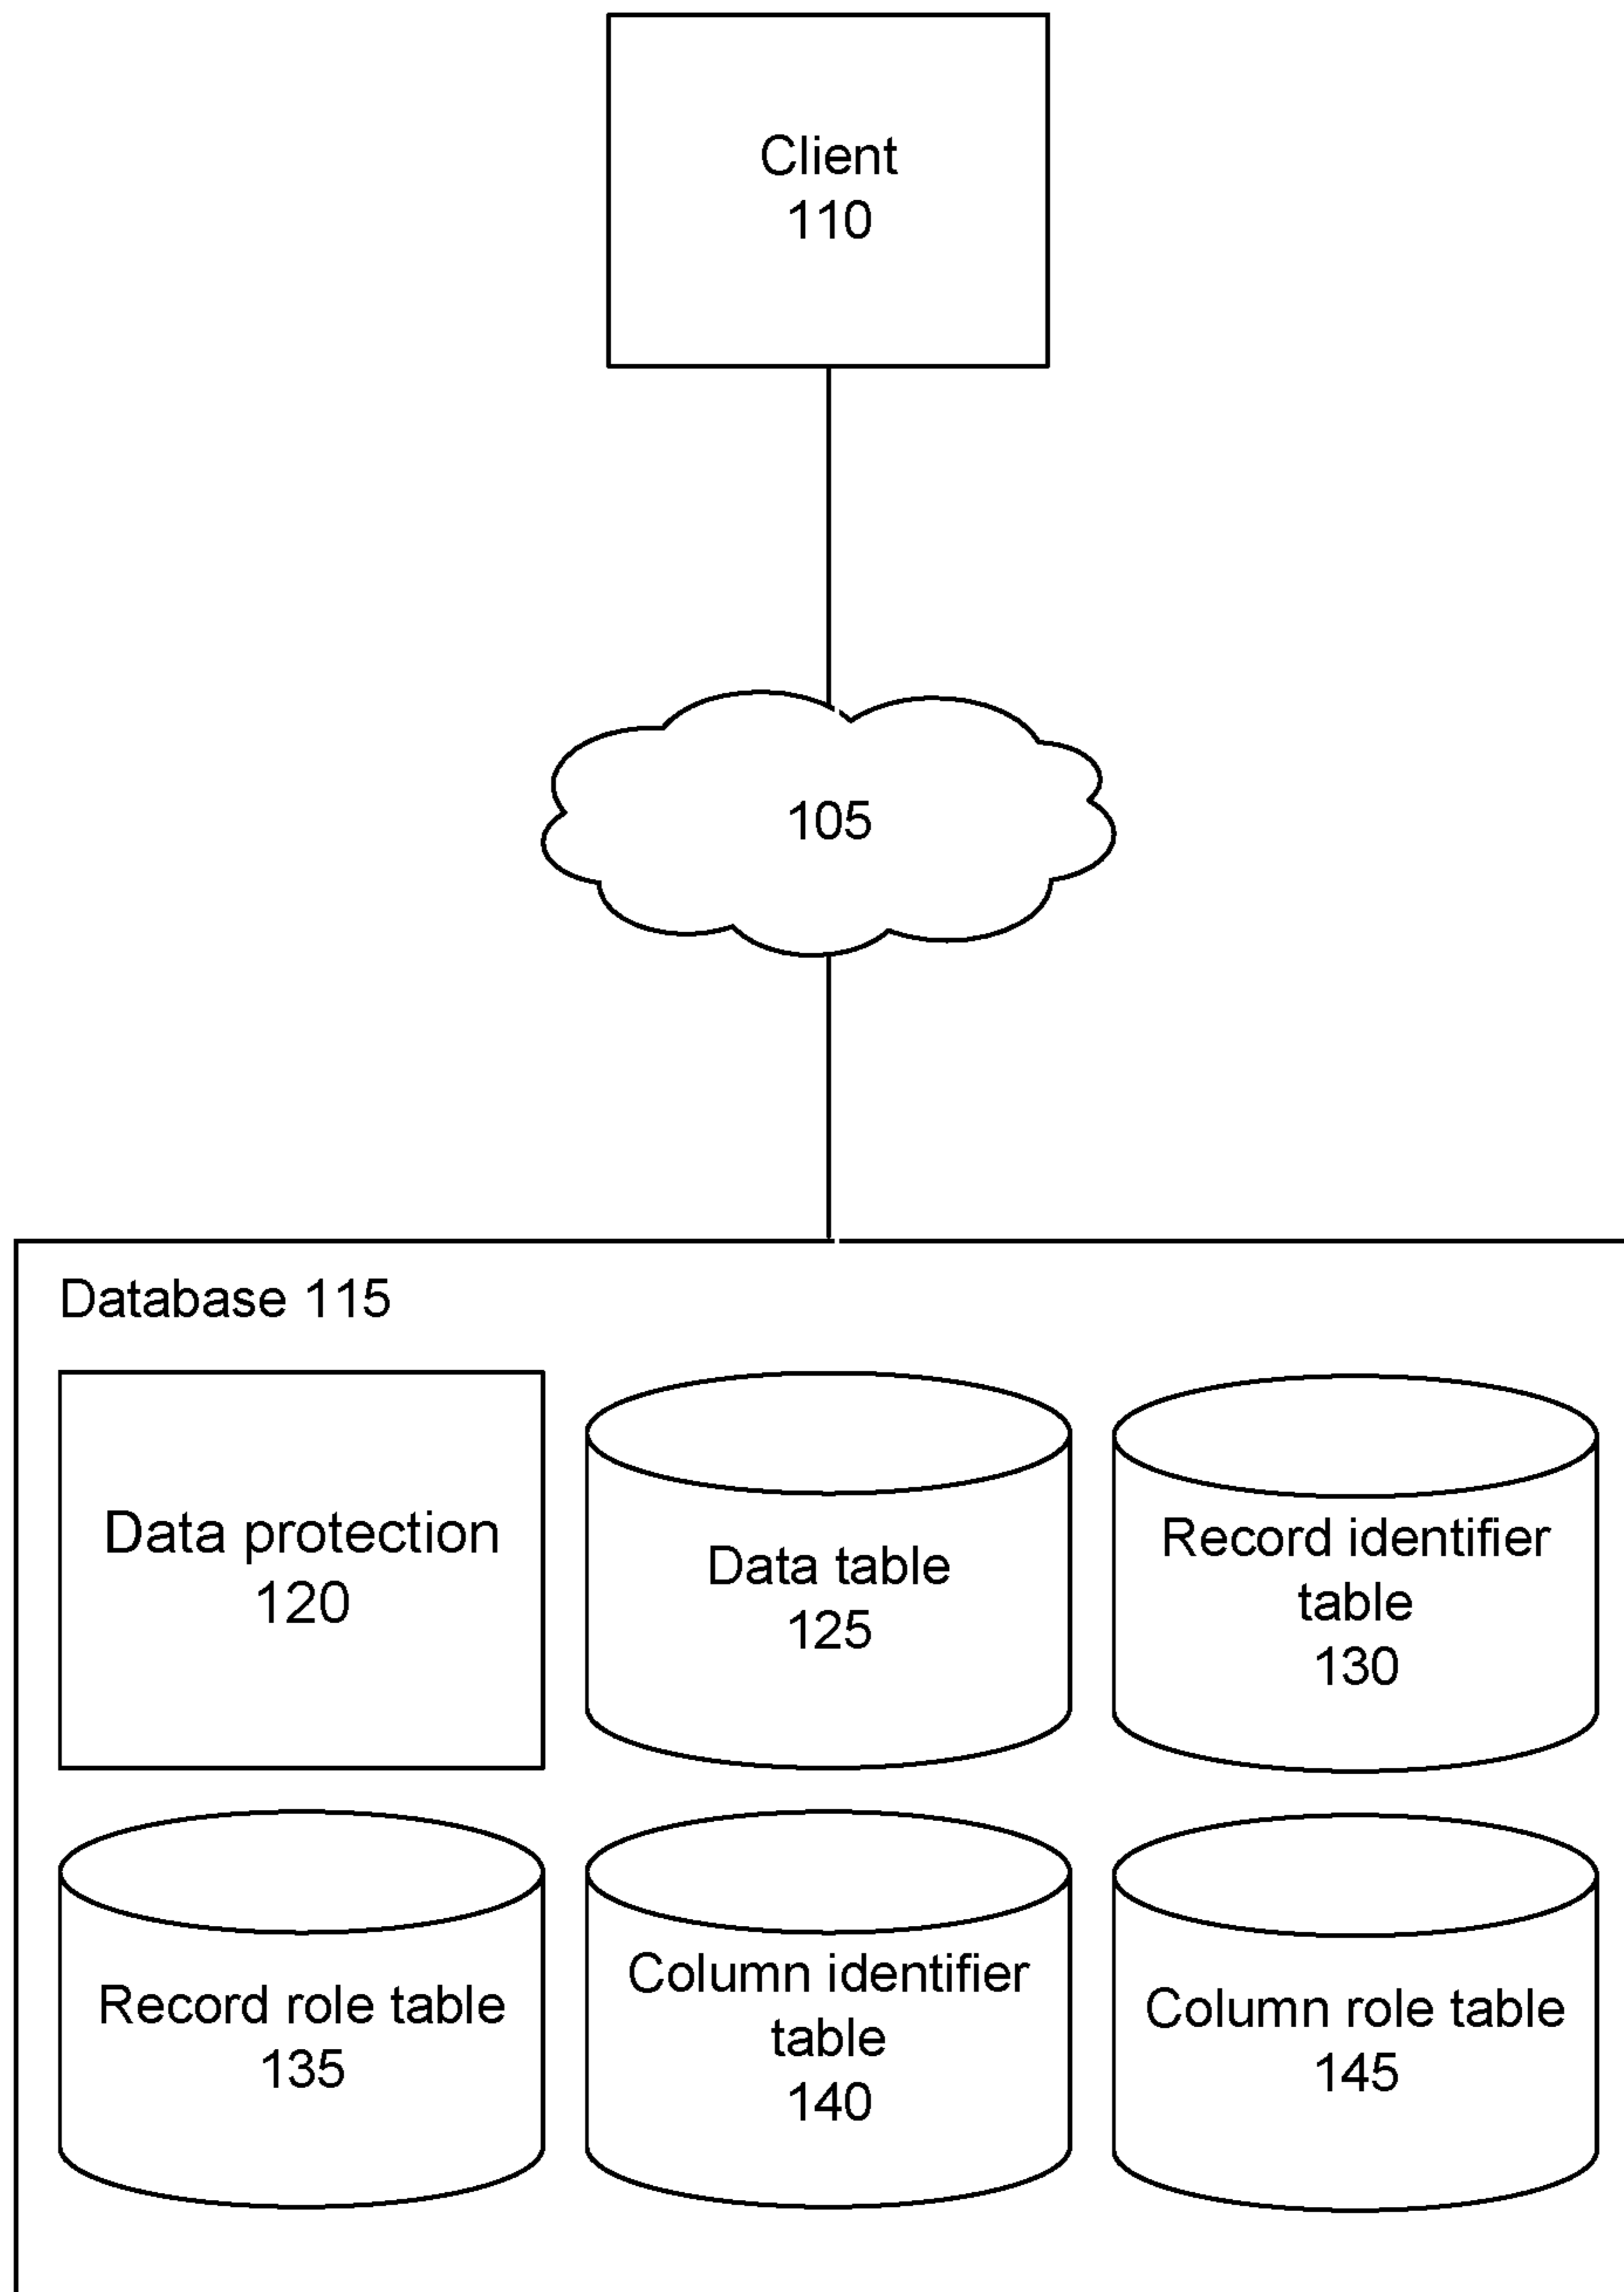 Client
110
105
Database 115
Data protection
120
Data table
125
Record identifier
table
130
Record role table
135
Column identifier
table
140
Column role table
145